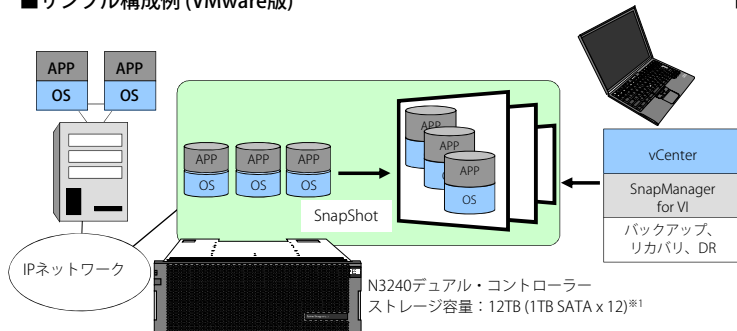 ■サンプル構成例 (VMware版)
APP APP
OS OS
APP APP APP
OS OS OS
SnapShot
APP
APP
APP
OS
vCenter
SnapManager
for VI
バックアップ、
リカバリ、DR
IPネットワーク
N3240デュアル・コントローラー
ストレージ容量：12TB (1TB SATA x 12)※1